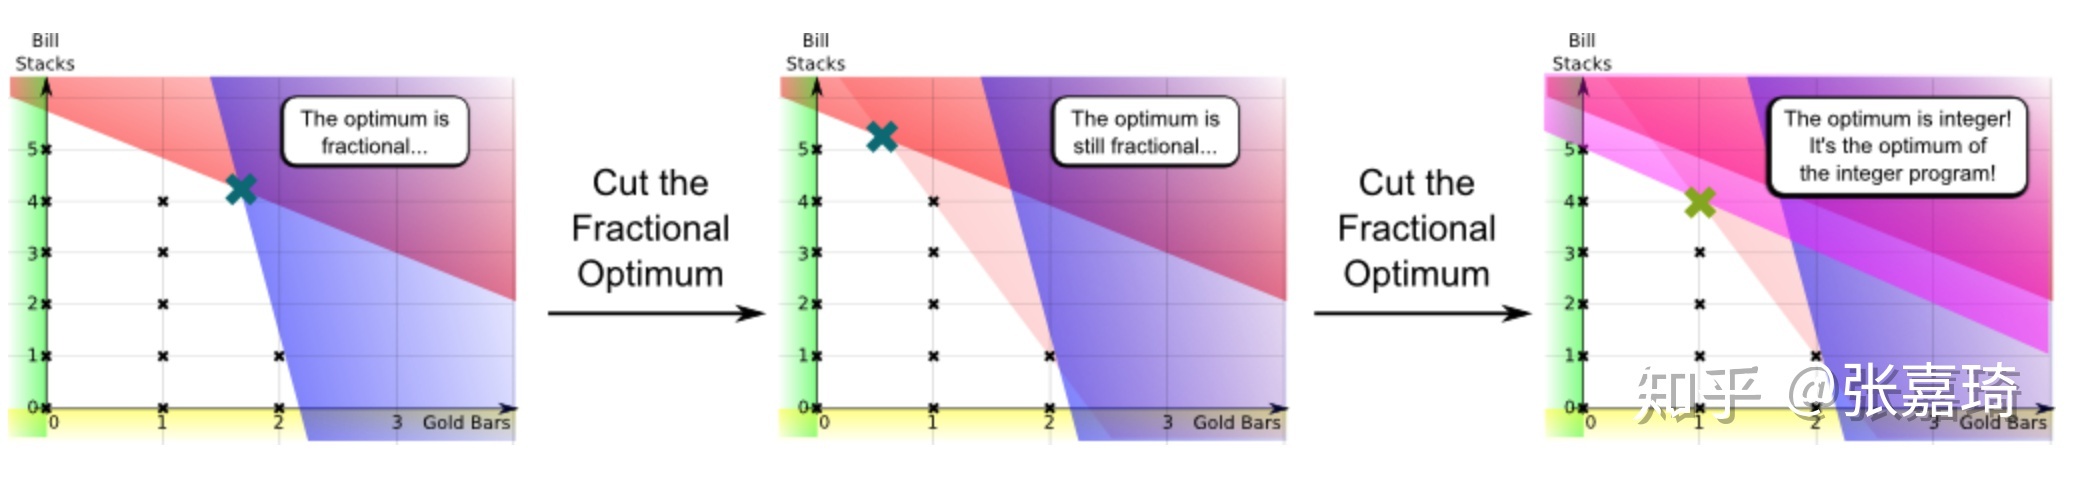 Bill
Stacks
The optimum is
fractional...
5
4
3
2
1
0
0 1 2 3 Gold Bars
Cut the
Fractional
Optimum
Bill
Stacks
The optimum is
still fractional...
5
4
3
2
1
0
0 1 2 3 Gold Bars
Cut the
Fractional
Optimum
Bill
Stacks
The optimum is integer!
It's the optimum of
the integer program!
5
4
3
2
1
0
0 1 2 3 Gold Bars
知乎 @张嘉琦